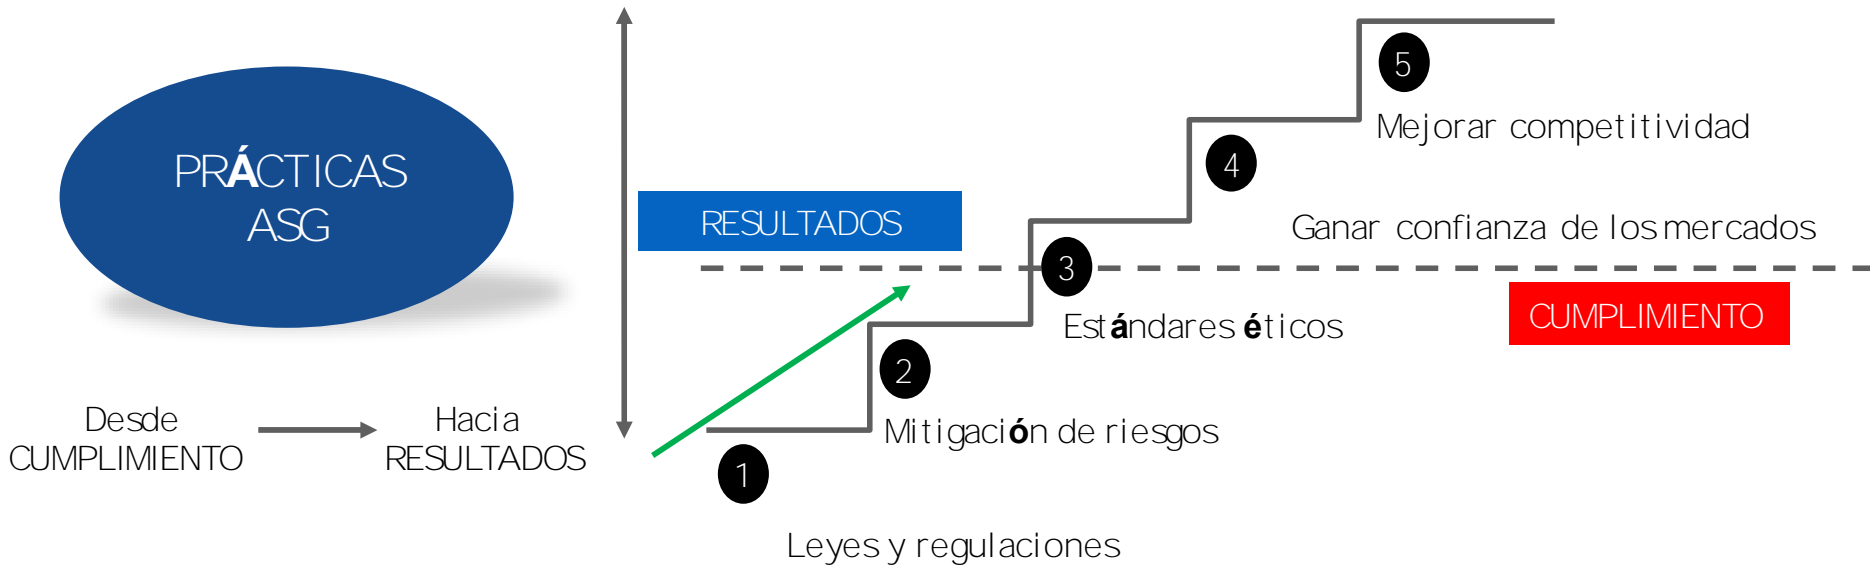 PRÁCTICAS
ASG
Desde
CUMPLIMIENTO
Hacia
RESULTADOS
5
Mejorar competitividad
4
RESULTADOS
Ganar confianza de los mercados
3
CUMPLIMIENTO
Estándares éticos
2
Mitigación de riesgos
1
Leyes y regulaciones